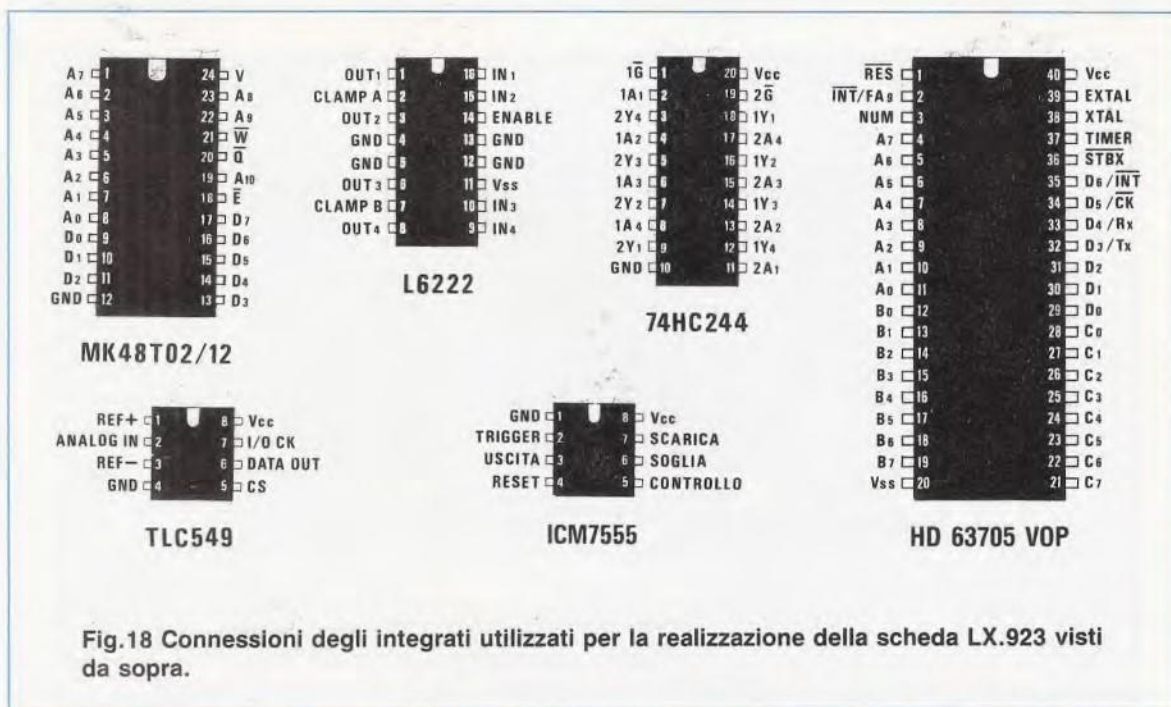 A7 1 24 V
A6 2 23 A8
A5 3 22 A9
A4 4 21 W̅
A3 5 20 Q̅
A2 6 19 A10
A1 7 18 E̅
A0 8 17 D7
D0 9 16 D6
D1 10 15 D5
D2 11 14 D4
GND 12 13 D3
MK48T02/12
OUT1 1 16 IN1
CLAMP A 2 15 IN2
OUT2 3 14 ENABLE
GND 4 13 GND
GND 5 12 GND
OUT3 6 11 Vss
CLAMP B 7 10 IN3
OUT4 8 9 IN4
L6222
1G̅ 1 20 Vcc
1A1 2 19 2G̅
2Y4 3 18 1Y1
1A2 4 17 2A4
2Y3 5 16 1Y2
1A3 6 15 2A3
2Y2 7 14 1Y3
1A4 8 13 2A2
2Y1 9 12 1Y4
GND 10 11 2A1
74HC244
R̅E̅S̅ 1 40 Vcc
I̅N̅T̅/FA9 2 39 EXTAL
NUM 3 38 XTAL
A7 4 37 TIMER
A6 5 36 S̅T̅B̅X̅
A5 6 35 D6/I̅N̅T̅
A4 7 34 D5/C̅K̅
A3 8 33 D4/Rx
A2 9 32 D3/Tx
A1 10 31 D2
A0 11 30 D1
B0 12 29 D0
B1 13 28 C0
B2 14 27 C1
B3 15 26 C2
B4 16 25 C3
B5 17 24 C4
B6 18 23 C5
B7 19 22 C6
Vss 20 21 C7
HD 63705 VOP
REF+ 1 8 Vcc
ANALOG IN 2 7 I/O CK
REF− 3 6 DATA OUT
GND 4 5 CS
TLC549
GND 1 8 Vcc
TRIGGER 2 7 SCARICA
USCITA 3 6 SOGLIA
RESET 4 5 CONTROLLO
ICM7555
Fig.18 Connessioni degli integrati utilizzati per la realizzazione della scheda LX.923 visti
da sopra.